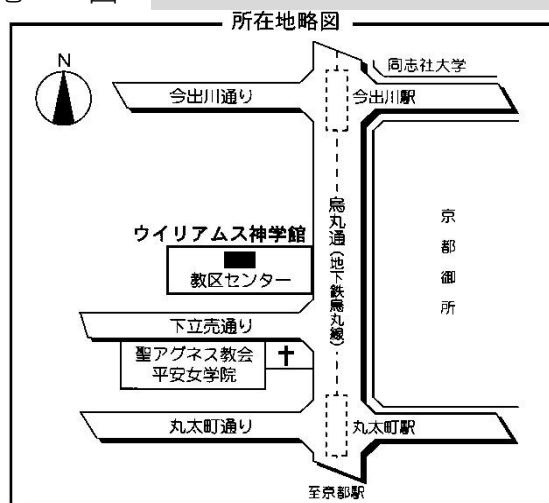 図
所在地略図
N
同志社大学
今出川通り
今出川駅
烏丸通(地下鉄烏丸線)
京都御所
ウイリアムス神学館
教区センター
下立売通り
聖アグネス教会
平安女学院
丸太町通り
丸太町駅
至京都駅